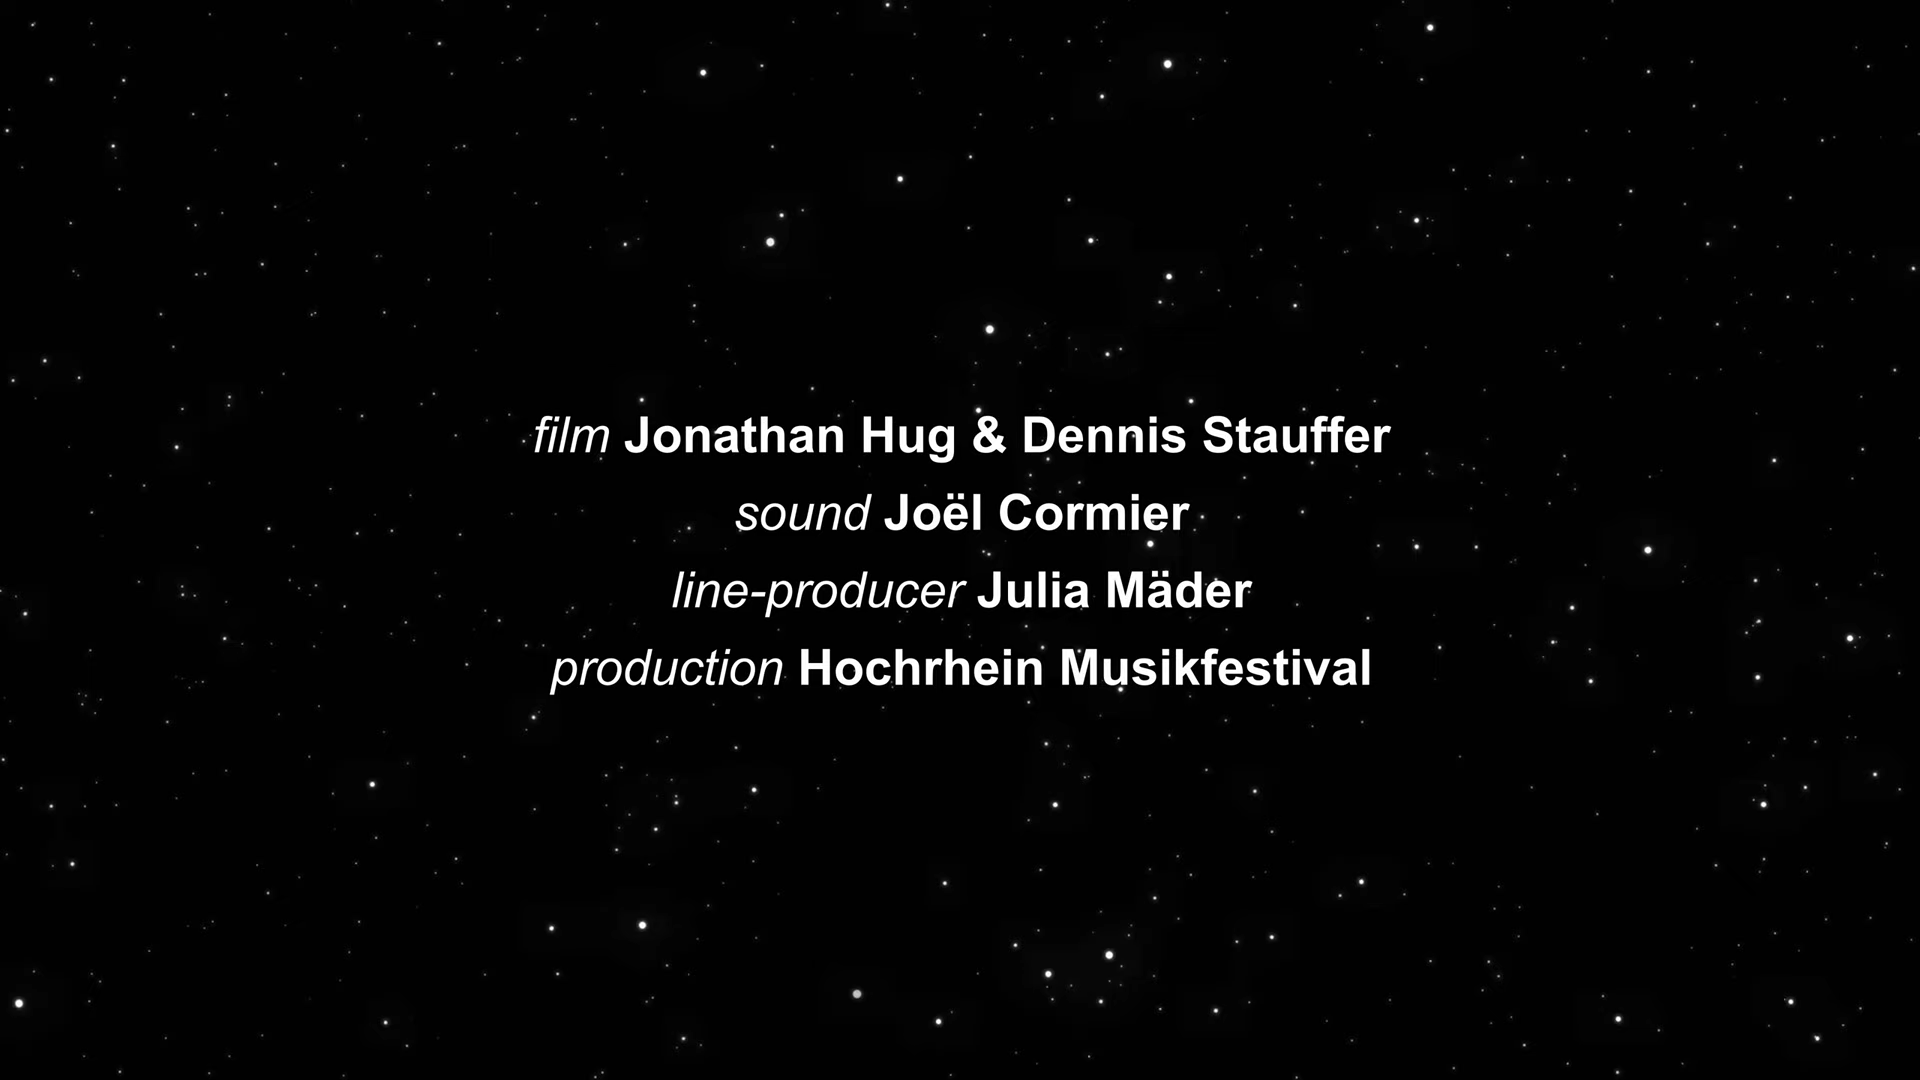 film Jonathan Hug & Dennis Stauffer
sound Joël Cormier
line-producer Julia Mäder
production Hochrhein Musikfestival